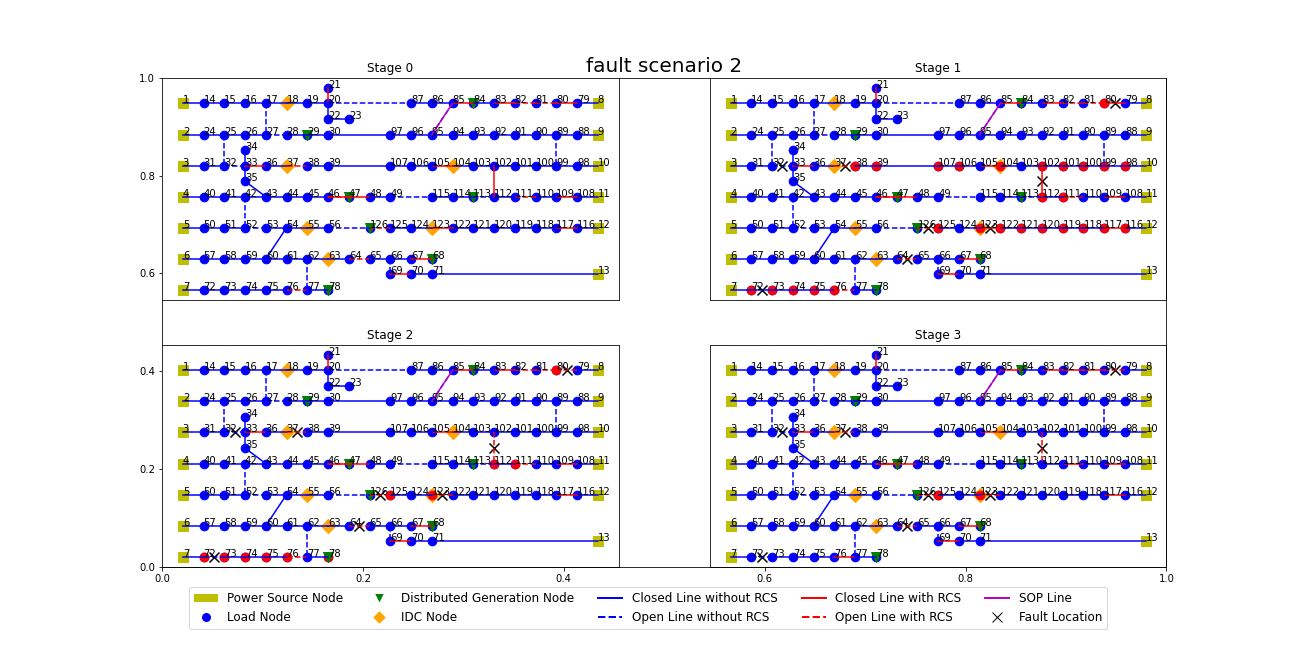 fault scenario 2
Stage 0
21
1 14 15 16 17 18 19 20 87 86 85 84 83 82 81 80 79 8
22 23
2 24 25 26 27 28 29 30 97 96 95 94 93 92 91 90 89 88 9
34
3 31 32 33 36 37 38 39 107 106 105 104 103 102 101 100 99 98 10
35
4 40 41 42 43 44 45 46 47 48 49 115 114 113 112 111 110 109 108 11
5 50 51 52 53 54 55 56 126 125 124 123 122 121 120 119 118 117 116 12
6 57 58 59 60 61 62 63 64 65 66 67 68
69 70 71 13
7 72 73 74 75 76 77 78
Stage 1
21
1 14 15 16 17 18 19 20 87 86 85 84 83 82 81 80 79 8
22 23
2 24 25 26 27 28 29 30 97 96 95 94 93 92 91 90 89 88 9
34
3 31 32 33 36 37 38 39 107 106 105 104 103 102 101 100 99 98 10
35
4 40 41 42 43 44 45 46 47 48 49 115 114 113 112 111 110 109 108 11
5 50 51 52 53 54 55 56 126 125 124 123 122 121 120 119 118 117 116 12
6 57 58 59 60 61 62 63 64 65 66 67 68
69 70 71 13
7 72 73 74 75 76 77 78
Stage 2
21
1 14 15 16 17 18 19 20 87 86 85 84 83 82 81 80 79 8
22 23
2 24 25 26 27 28 29 30 97 96 95 94 93 92 91 90 89 88 9
34
3 31 32 33 36 37 38 39 107 106 105 104 103 102 101 100 99 98 10
35
4 40 41 42 43 44 45 46 47 48 49 115 114 113 112 111 110 109 108 11
5 50 51 52 53 54 55 56 126 125 124 123 122 121 120 119 118 117 116 12
6 57 58 59 60 61 62 63 64 65 66 67 68
69 70 71 13
7 72 73 74 75 76 77 78
Stage 3
21
1 14 15 16 17 18 19 20 87 86 85 84 83 82 81 80 79 8
22 23
2 24 25 26 27 28 29 30 97 96 95 94 93 92 91 90 89 88 9
34
3 31 32 33 36 37 38 39 107 106 105 104 103 102 101 100 99 98 10
35
4 40 41 42 43 44 45 46 47 48 49 115 114 113 112 111 110 109 108 11
5 50 51 52 53 54 55 56 126 125 124 123 122 121 120 119 118 117 116 12
6 57 58 59 60 61 62 63 64 65 66 67 68
69 70 71 13
7 72 73 74 75 76 77 78
1.0
0.8
0.6
0.4
0.2
0.0
0.0 0.2 0.4 0.6 0.8 1.0
Power Source Node Distributed Generation Node Closed Line without RCS Closed Line with RCS SOP Line
Load Node IDC Node Open Line without RCS Open Line with RCS Fault Location